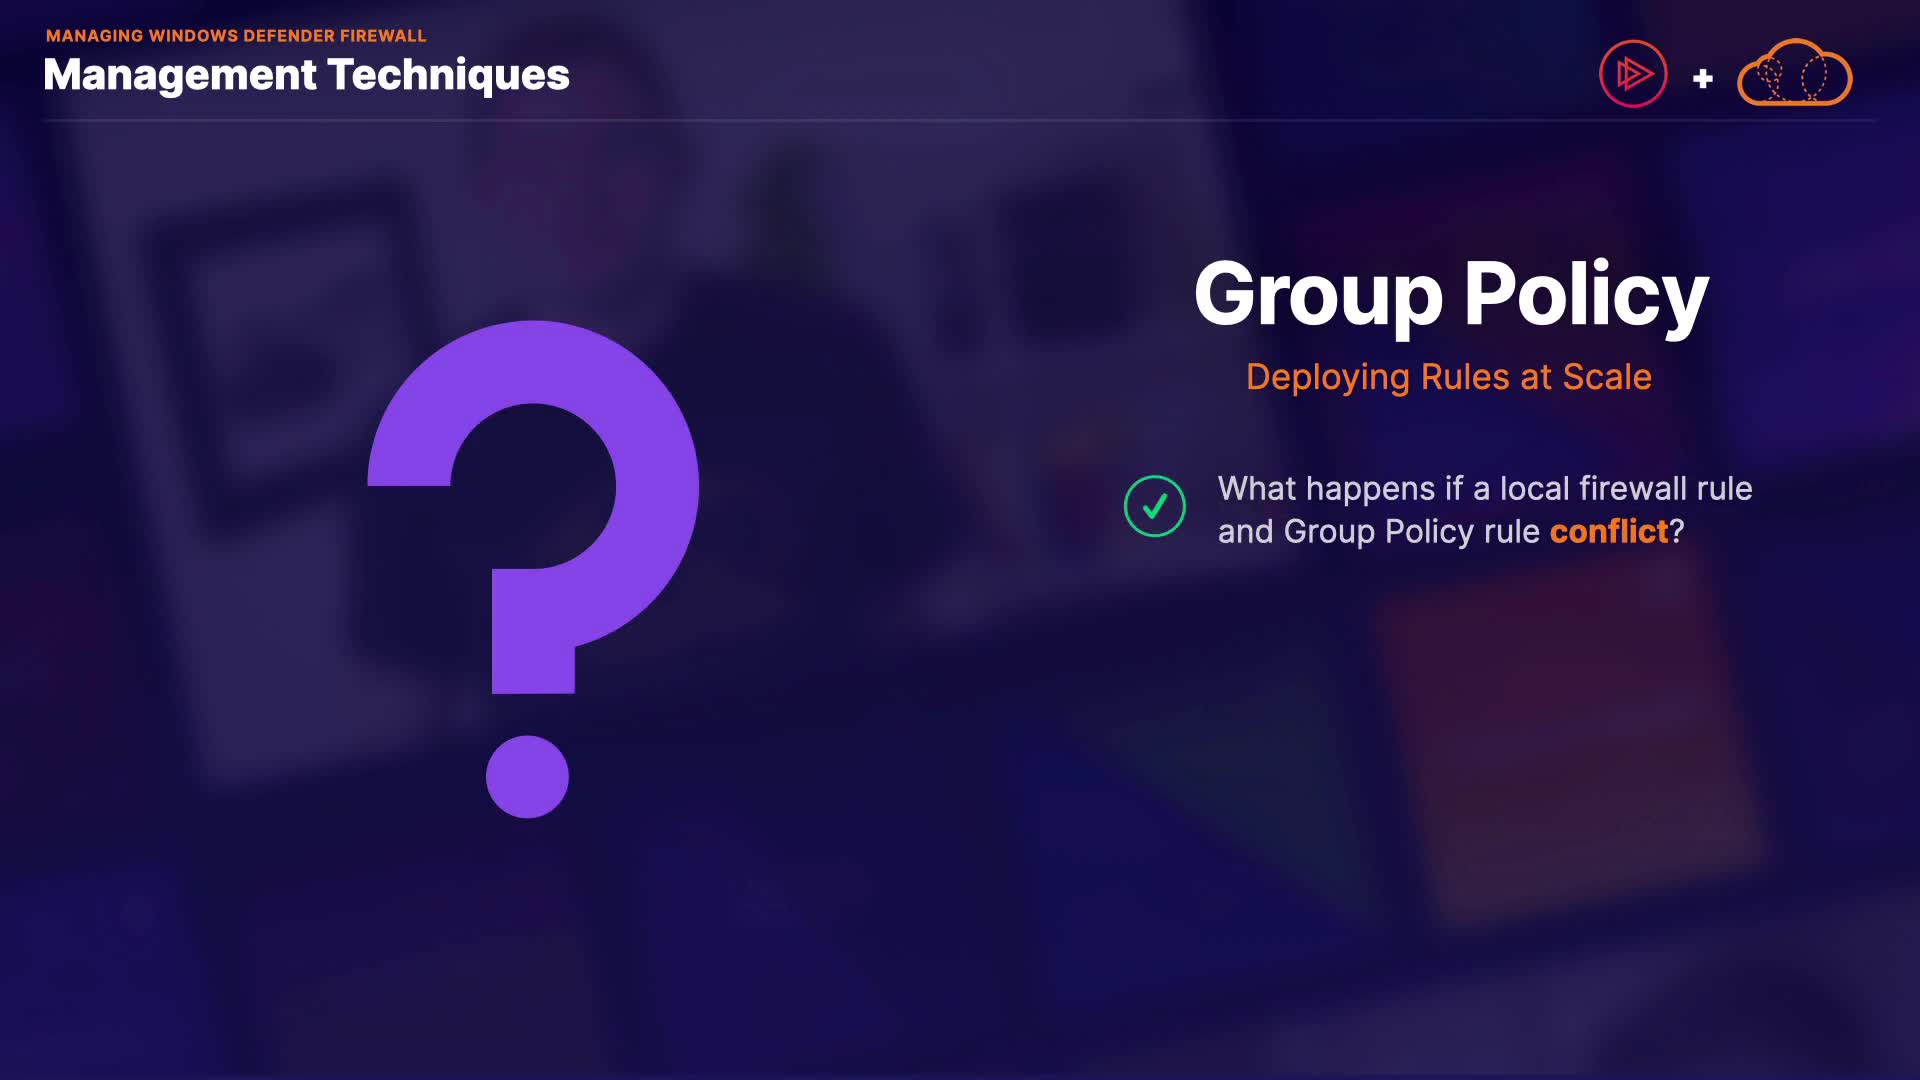 MANAGING WINDOWS DEFENDER FIREWALL
Management Techniques
+
Group Policy
Deploying Rules at Scale
What happens if a local firewall rule
and Group Policy rule conflict?
?